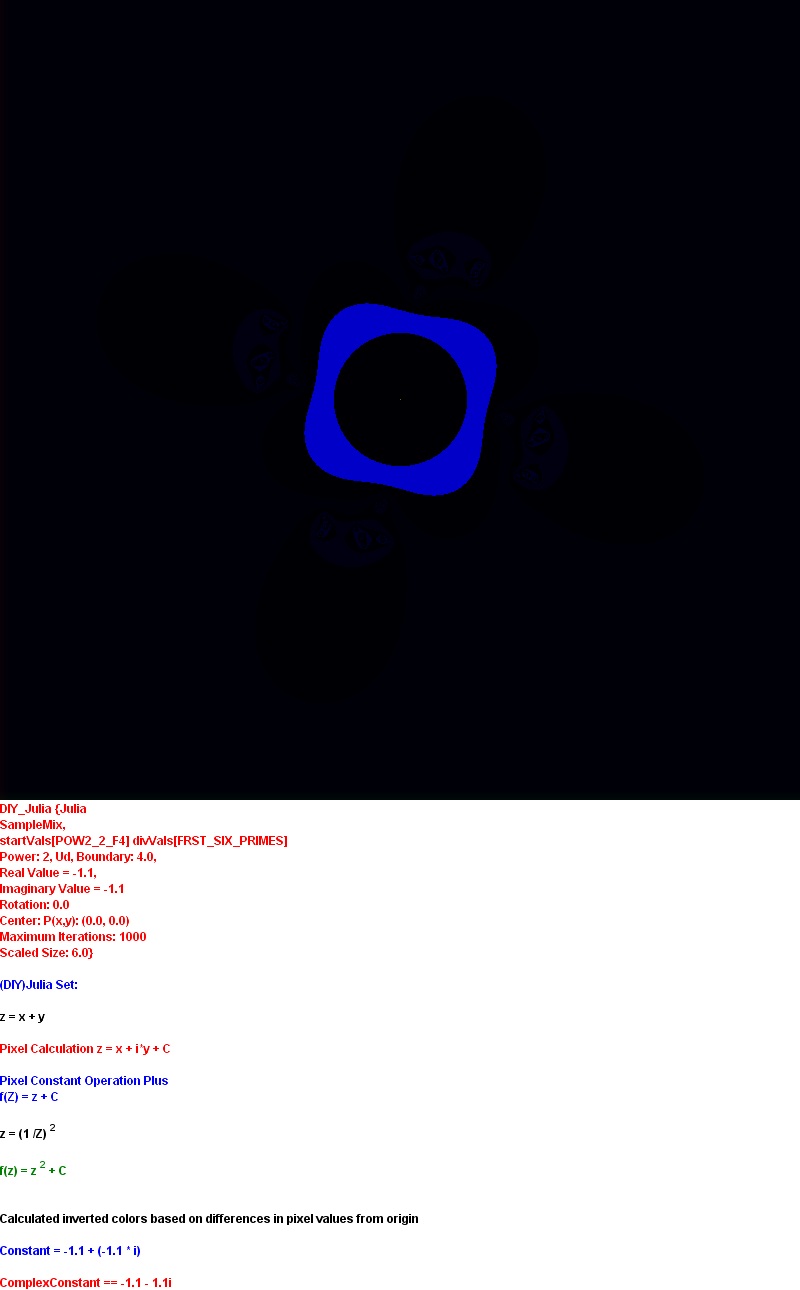 DIY_Julia {Julia
SampleMix,
startVals[POW2_2_F4] divVals[FRST_SIX_PRIMES]
Power: 2, Ud, Boundary: 4.0,
Real Value = -1.1,
Imaginary Value = -1.1
Rotation: 0.0
Center: P(x,y): (0.0, 0.0)
Maximum Iterations: 1000
Scaled Size: 6.0}
(DIY)Julia Set:
z = x + y
Pixel Calculation z = x + i*y + C
Pixel Constant Operation Plus
f(Z) = z + C
z = (1 /Z) 2
f(z) = z 2 + C
Calculated inverted colors based on differences in pixel values from origin
Constant = -1.1 + (-1.1 * i)
ComplexConstant == -1.1 - 1.1i